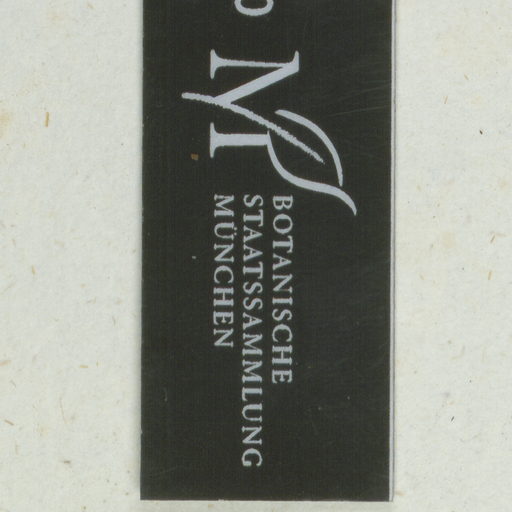 M
BOTANISCHE
STAATSSAMMLUNG
MÜNCHEN